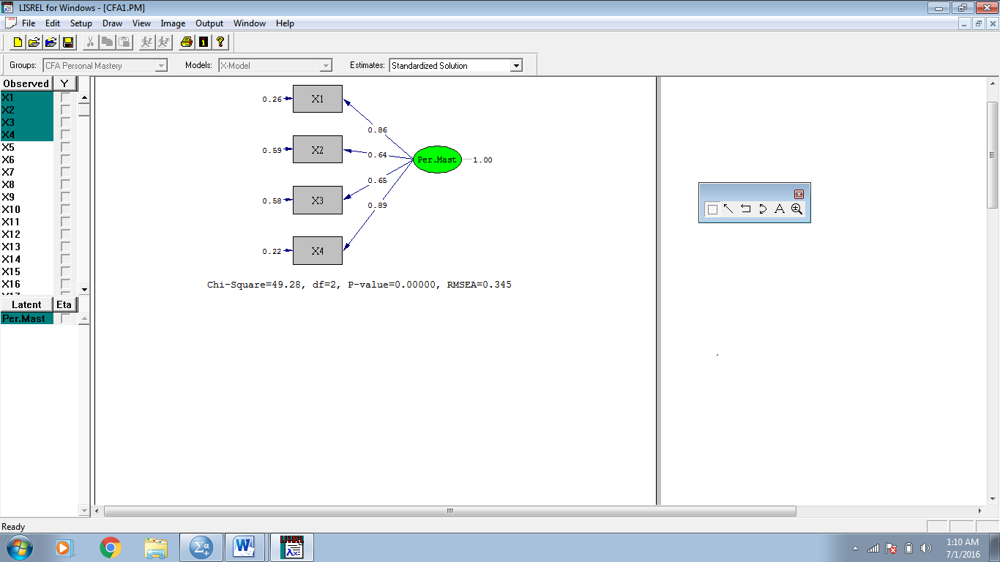 LISREL for Windows - [CFA1.PM]
File Edit Setup Draw View Image Output Window Help
Groups: CFA Personal Mastery Models: X-Model Estimates: Standardized Solution
Observed Y
X1
X2
X3
X4
X5
X6
X7
X8
X9
X10
X11
X12
X13
X14
X15
X16
X17
Latent Eta
Per.Mast
0.26 X1
0.86
0.59 X2
0.64
Per.Mast 1.00
0.65
0.58 X3
0.89
0.22 X4
Chi-Square=49.28, df=2, P-value=0.00000, RMSEA=0.345
Ready
1:10 AM
7/1/2016